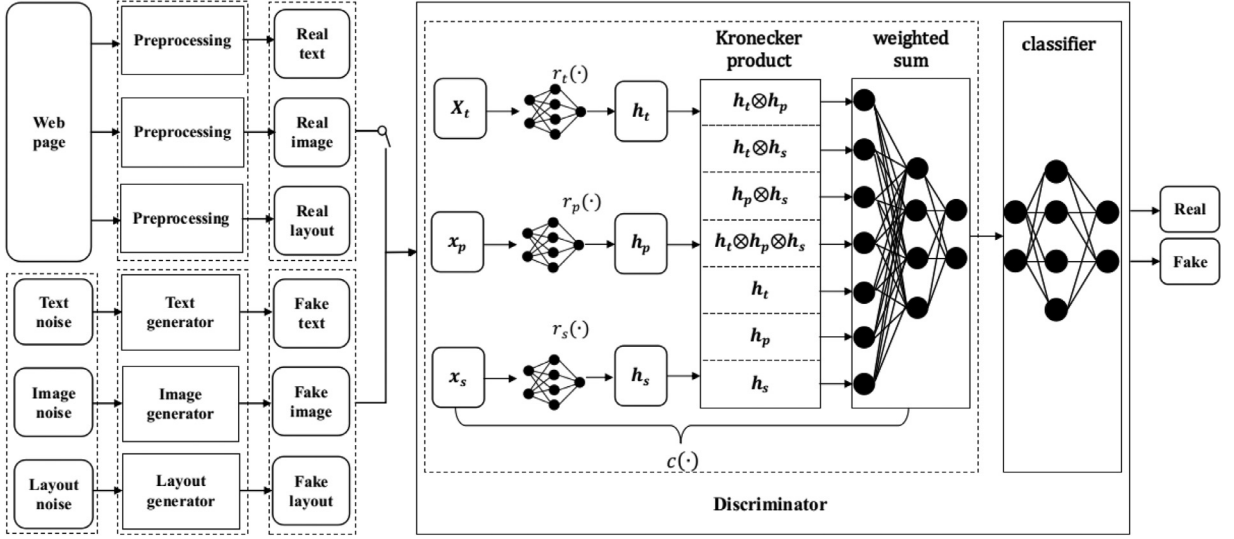 Web
page
Preprocessing
Real
text
Preprocessing
Real
image
Preprocessing
Real
layout
Text
noise
Text
generator
Fake
text
Image
noise
Image
generator
Fake
image
Layout
noise
Layout
generator
Fake
layout
Kronecker
product
weighted
sum
classifier
X_t
r_t(·)
h_t
x_p
r_p(·)
h_p
x_s
r_s(·)
h_s
h_t⊗h_p
h_t⊗h_s
h_p⊗h_s
h_t⊗h_p⊗h_s
h_t
h_p
h_s
c(·)
Discriminator
Real
Fake